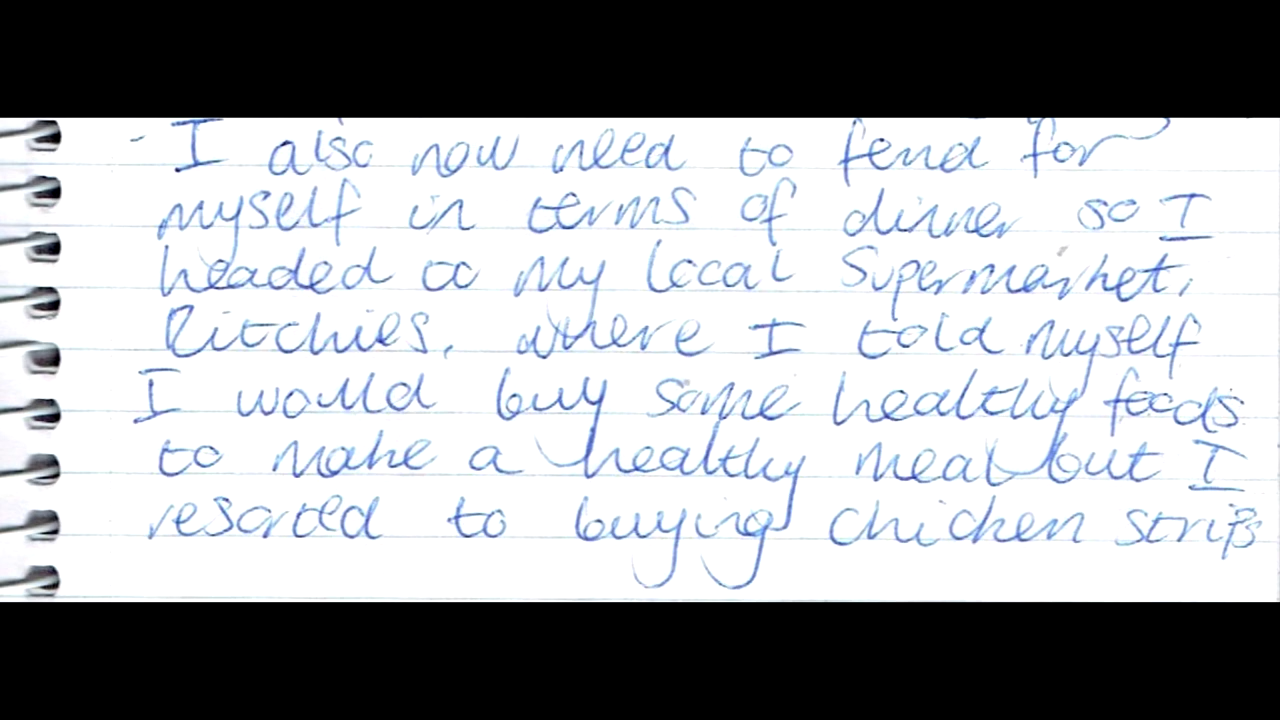 - I also now need to fend for
myself in terms of dinner so I
headed to my local Supermarket,
Ritchies, where I told myself
I would buy some healthy foods
to make a healthy meal but I
resorted to buying chicken strips